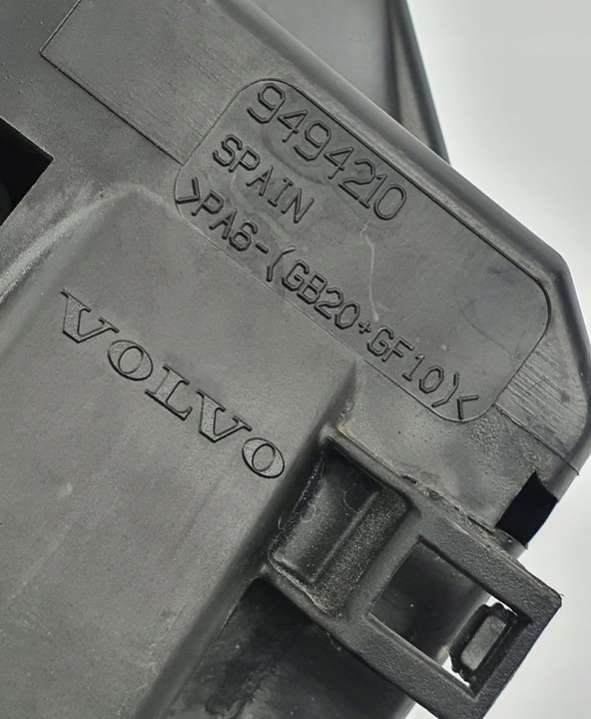 9494210
SPAIN
>PA6-(GB20+GF10)<
VOLVO